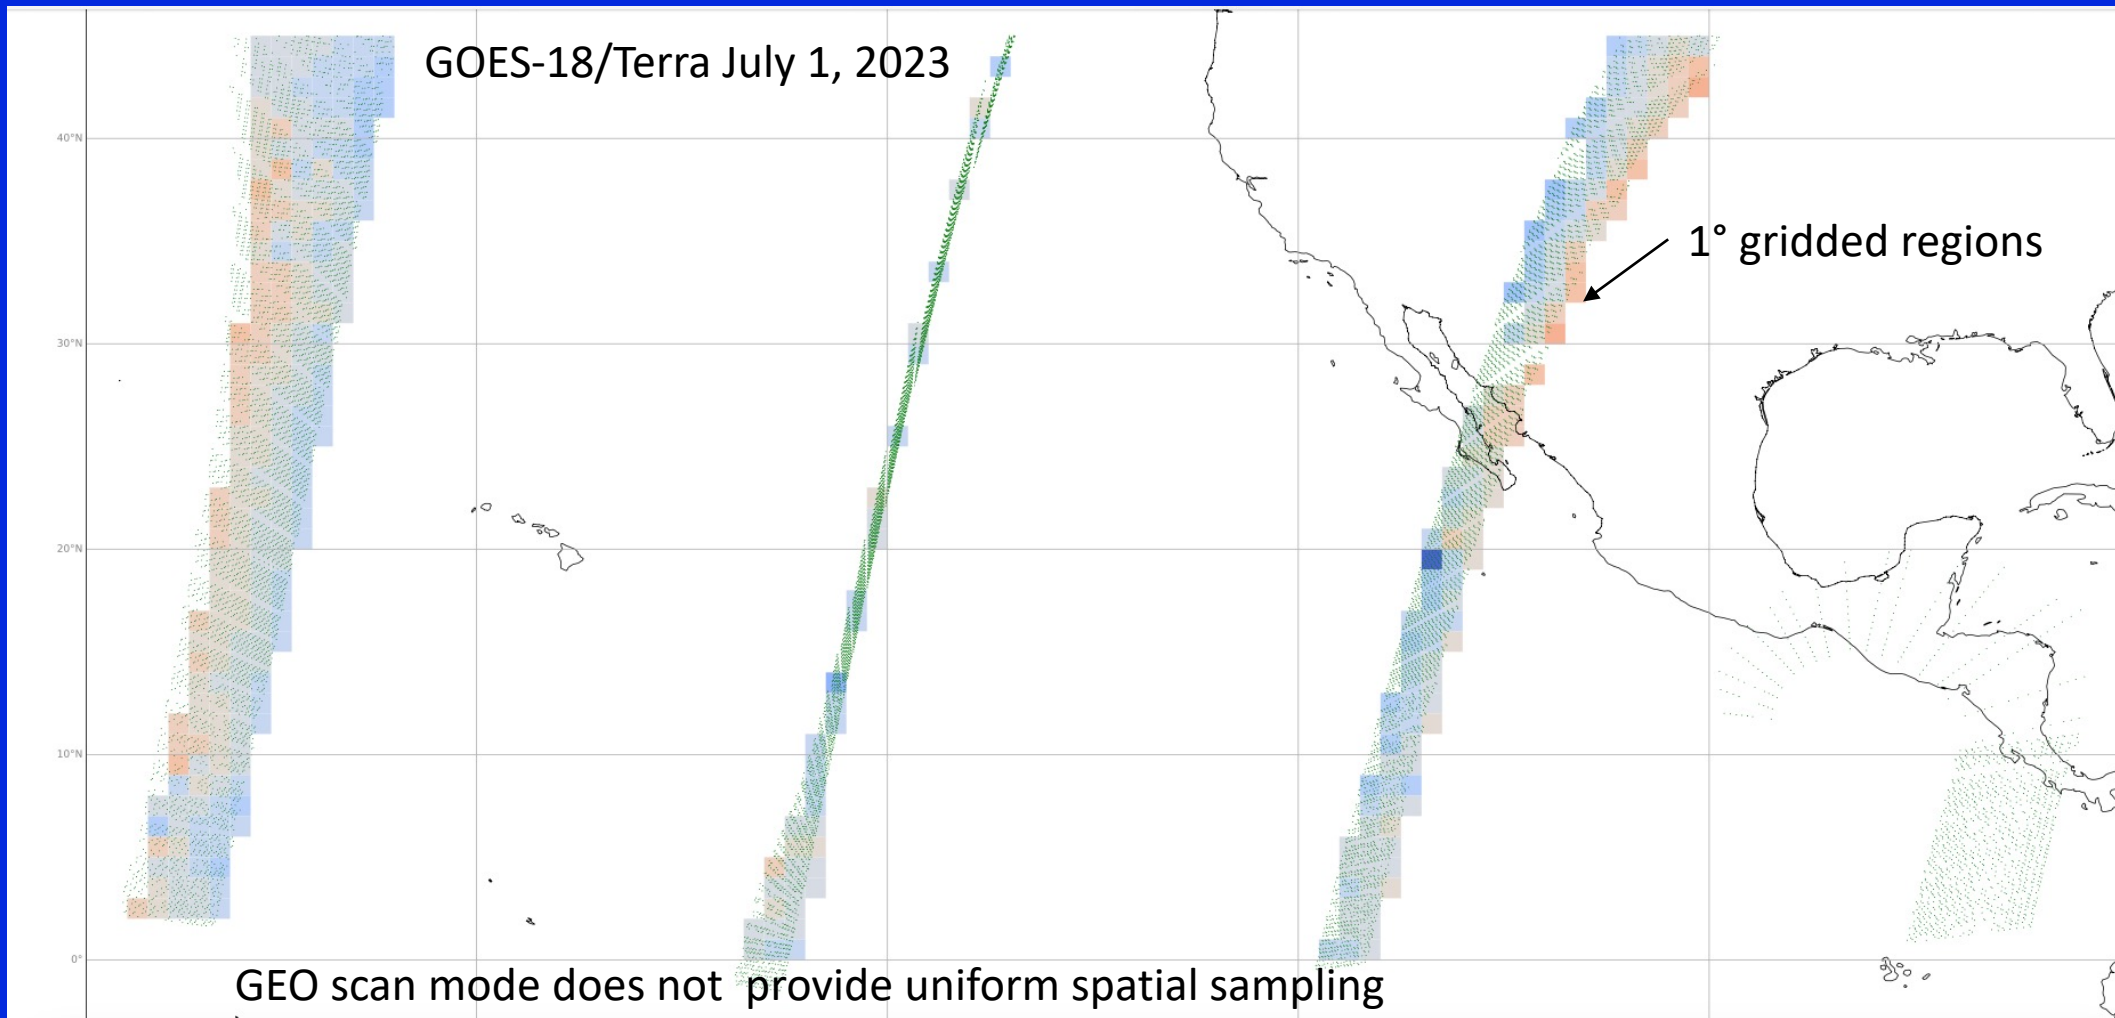 GOES-18/Terra July 1, 2023
40°N
1° gridded regions
30°N
20°N
10°N
0°
GEO scan mode does not  provide uniform spatial sampling